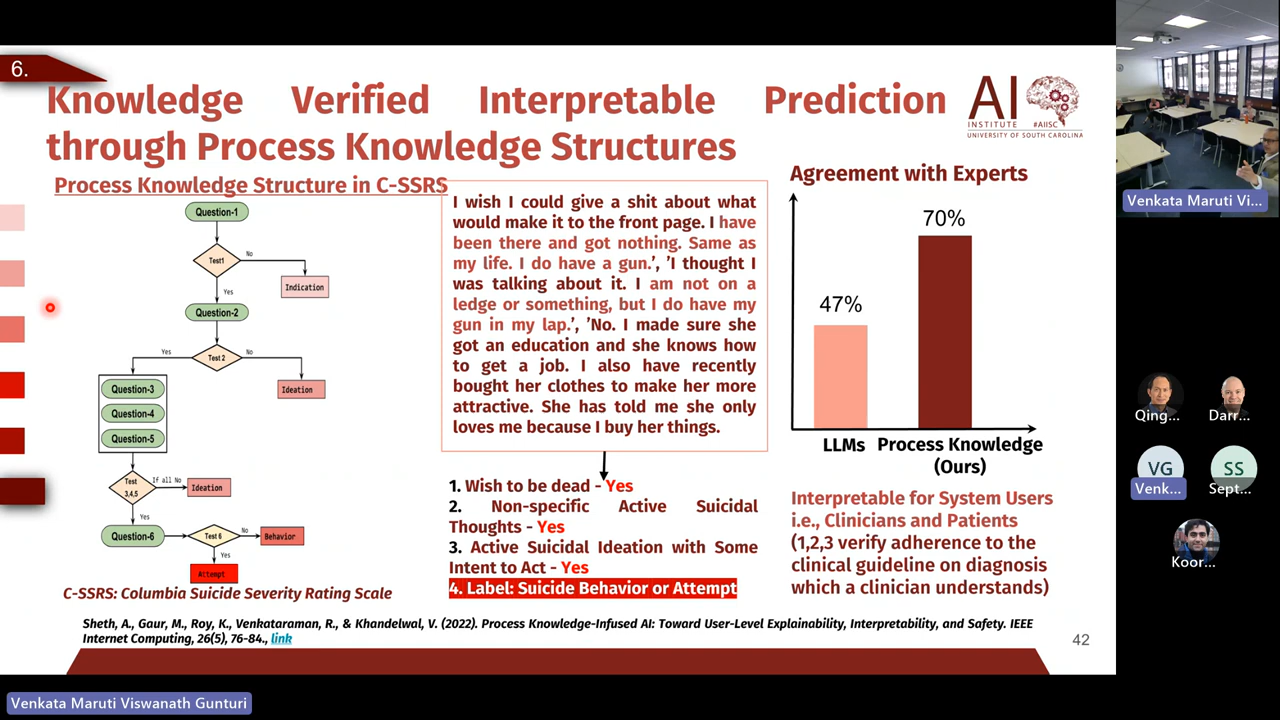 6.
Knowledge Verified Interpretable Prediction
through Process Knowledge Structures
AI
INSTITUTE #AIISC
UNIVERSITY OF SOUTH CAROLINA
Process Knowledge Structure in C-SSRS
Question-1
Test1
No
Indication
Yes
Question-2
Test 2
Yes
No
Ideation
Question-3
Question-4
Question-5
Test
3,4,5
If all No
Ideation
Yes
Question-6
Test 6
No
Behavior
Yes
Attempt
C-SSRS: Columbia Suicide Severity Rating Scale
I wish I could give a shit about what
would make it to the front page. I have
been there and got nothing. Same as
my life. I do have a gun.', 'I thought I
was talking about it. I am not on a
ledge or something, but I do have my
gun in my lap.', 'No. I made sure she
got an education and she knows how
to get a job. I also have recently
bought her clothes to make her more
attractive. She has told me she only
loves me because I buy her things.
1. Wish to be dead - Yes
2. Non-specific Active Suicidal
Thoughts - Yes
3. Active Suicidal Ideation with Some
Intent to Act - Yes
4. Label: Suicide Behavior or Attempt
Agreement with Experts
70%
47%
LLMs Process Knowledge
(Ours)
Interpretable for System Users
i.e., Clinicians and Patients
(1,2,3 verify adherence to the
clinical guideline on diagnosis
which a clinician understands)
Sheth, A., Gaur, M., Roy, K., Venkataraman, R., & Khandelwal, V. (2022). Process Knowledge-Infused AI: Toward User-Level Explainability, Interpretability, and Safety. IEEE
Internet Computing, 26(5), 76-84., link
42
Venkata Maruti Vi...
Qing...
Darr...
VG
Venk...
SS
Sept...
Koor...
Venkata Maruti Viswanath Gunturi